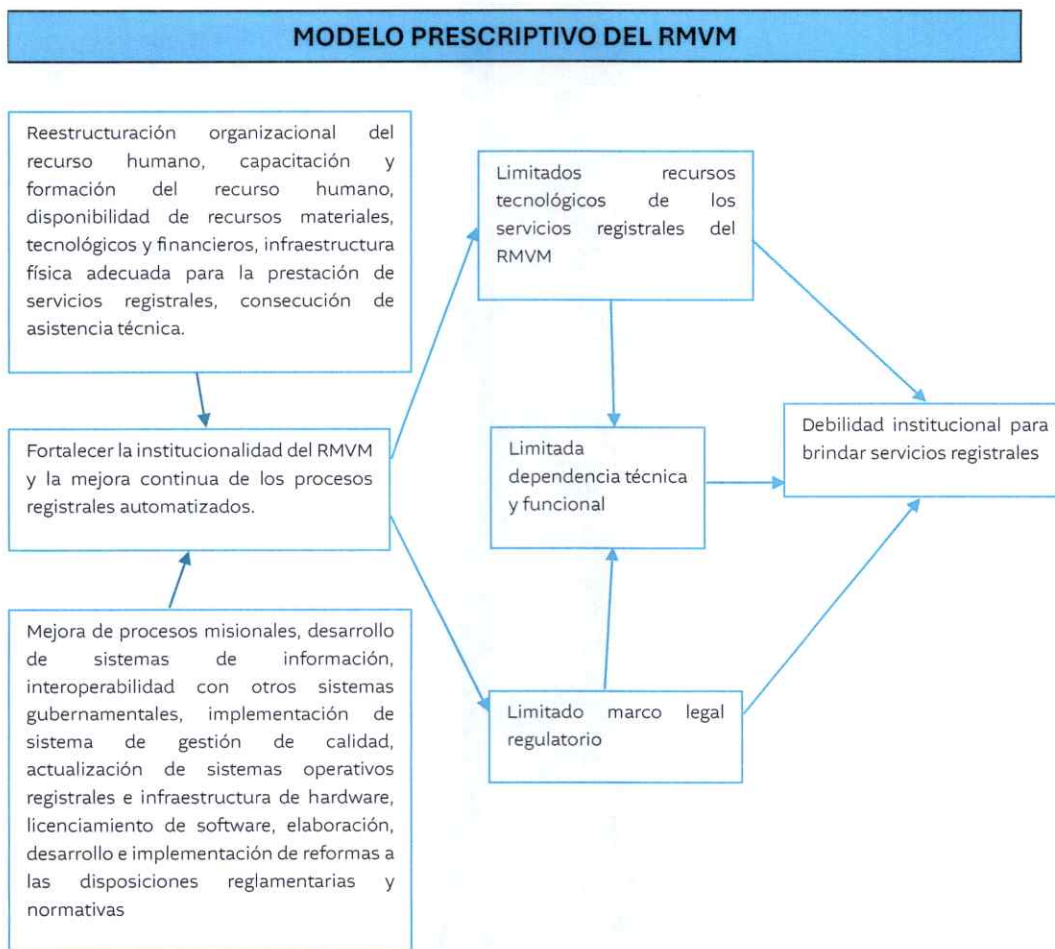 MODELO PRESCRIPTIVO DEL RMVM
Reestructuración organizacional del
recurso humano, capacitación y
formación del recurso humano,
disponibilidad de recursos materiales,
tecnológicos y financieros, infraestructura
física adecuada para la prestación de
servicios registrales, consecución de
asistencia técnica.
Fortalecer la institucionalidad del RMVM
y la mejora continua de los procesos
registrales automatizados.
Mejora de procesos misionales, desarrollo
de sistemas de información,
interoperabilidad con otros sistemas
gubernamentales, implementación de
sistema de gestión de calidad,
actualización de sistemas operativos
registrales e infraestructura de hardware,
licenciamiento de software, elaboración,
desarrollo e implementación de reformas a
las disposiciones reglamentarias y
normativas
Limitados recursos
tecnológicos de los
servicios registrales del
RMVM
Limitada
dependencia técnica
y funcional
Limitado marco legal
regulatorio
Debilidad institucional para
brindar servicios registrales